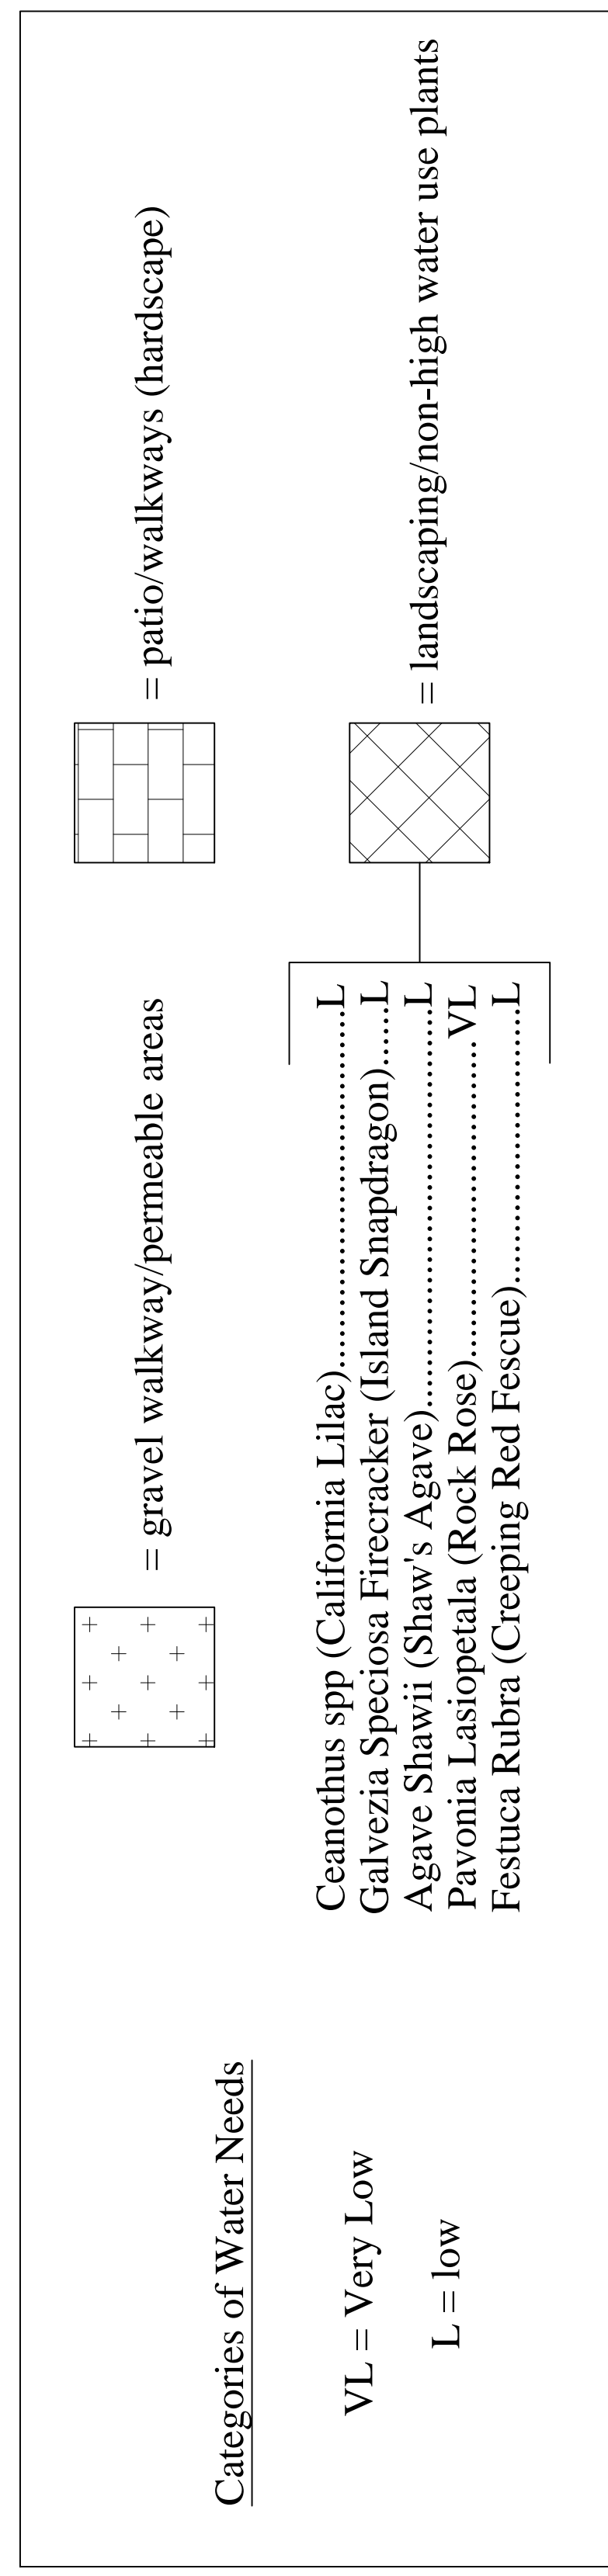 = gravel walkway/permeable areas
= patio/walkways (hardscape)
Categories of Water Needs
VL = Very Low
L = low
Ceanothus spp (California Lilac)..................................L
Galvezia Speciosa Firecracker (Island Snapdragon)......L
Agave Shawii (Shaw's Agave)......................................L
Pavonia Lasiopetala (Rock Rose)..............................VL
Festuca Rubra (Creeping Red Fescue)..........................L
= landscaping/non-high water use plants